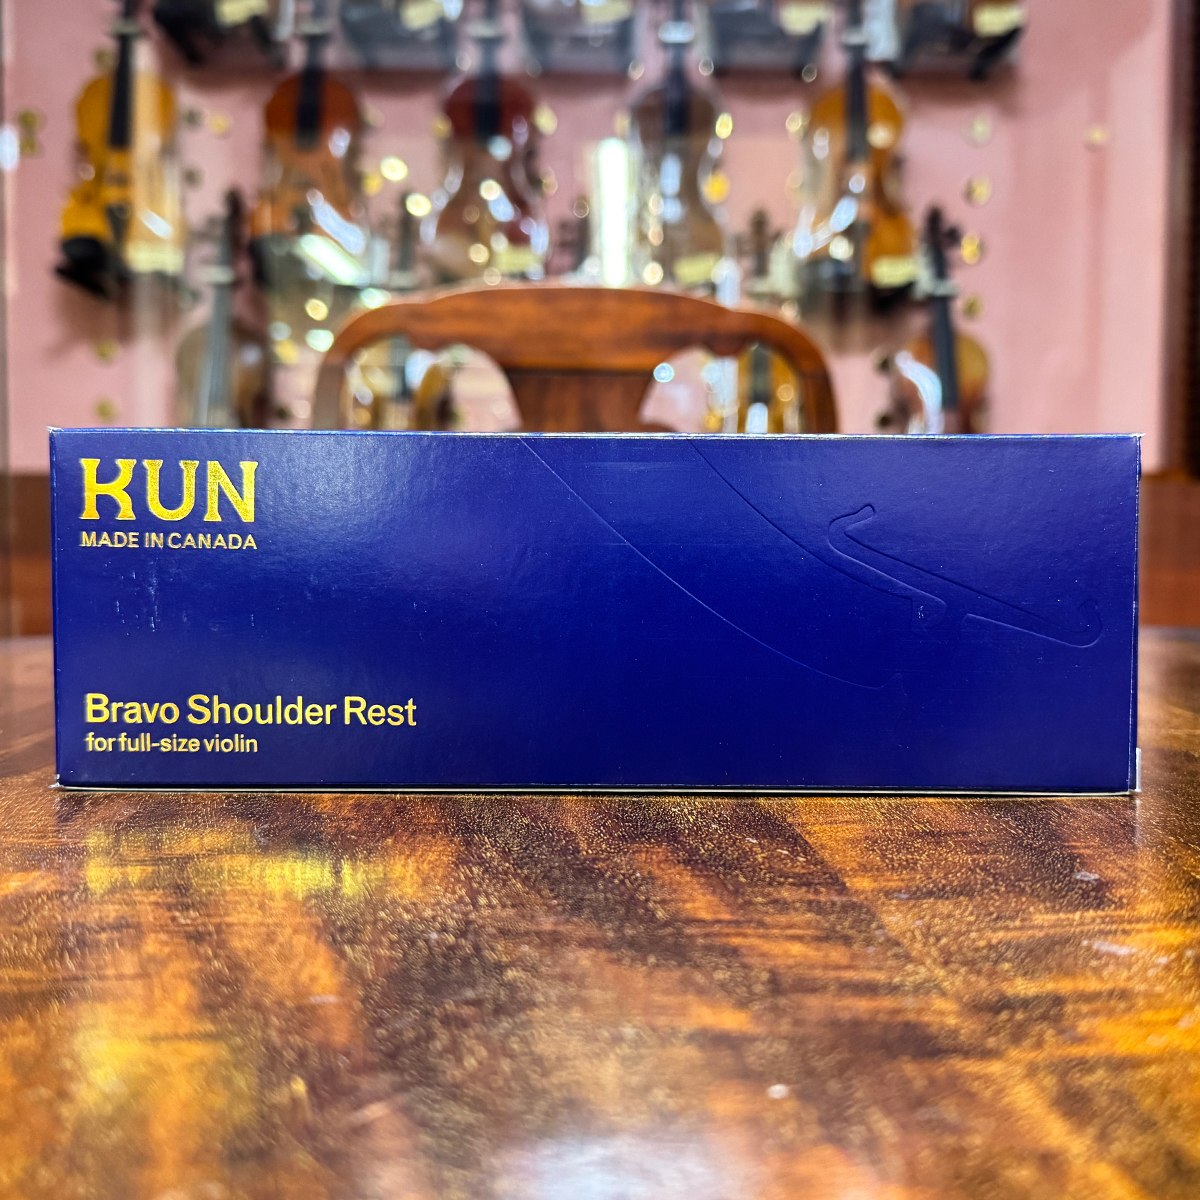 KUN
MADE IN CANADA
Bravo Shoulder Rest
for full-size violin